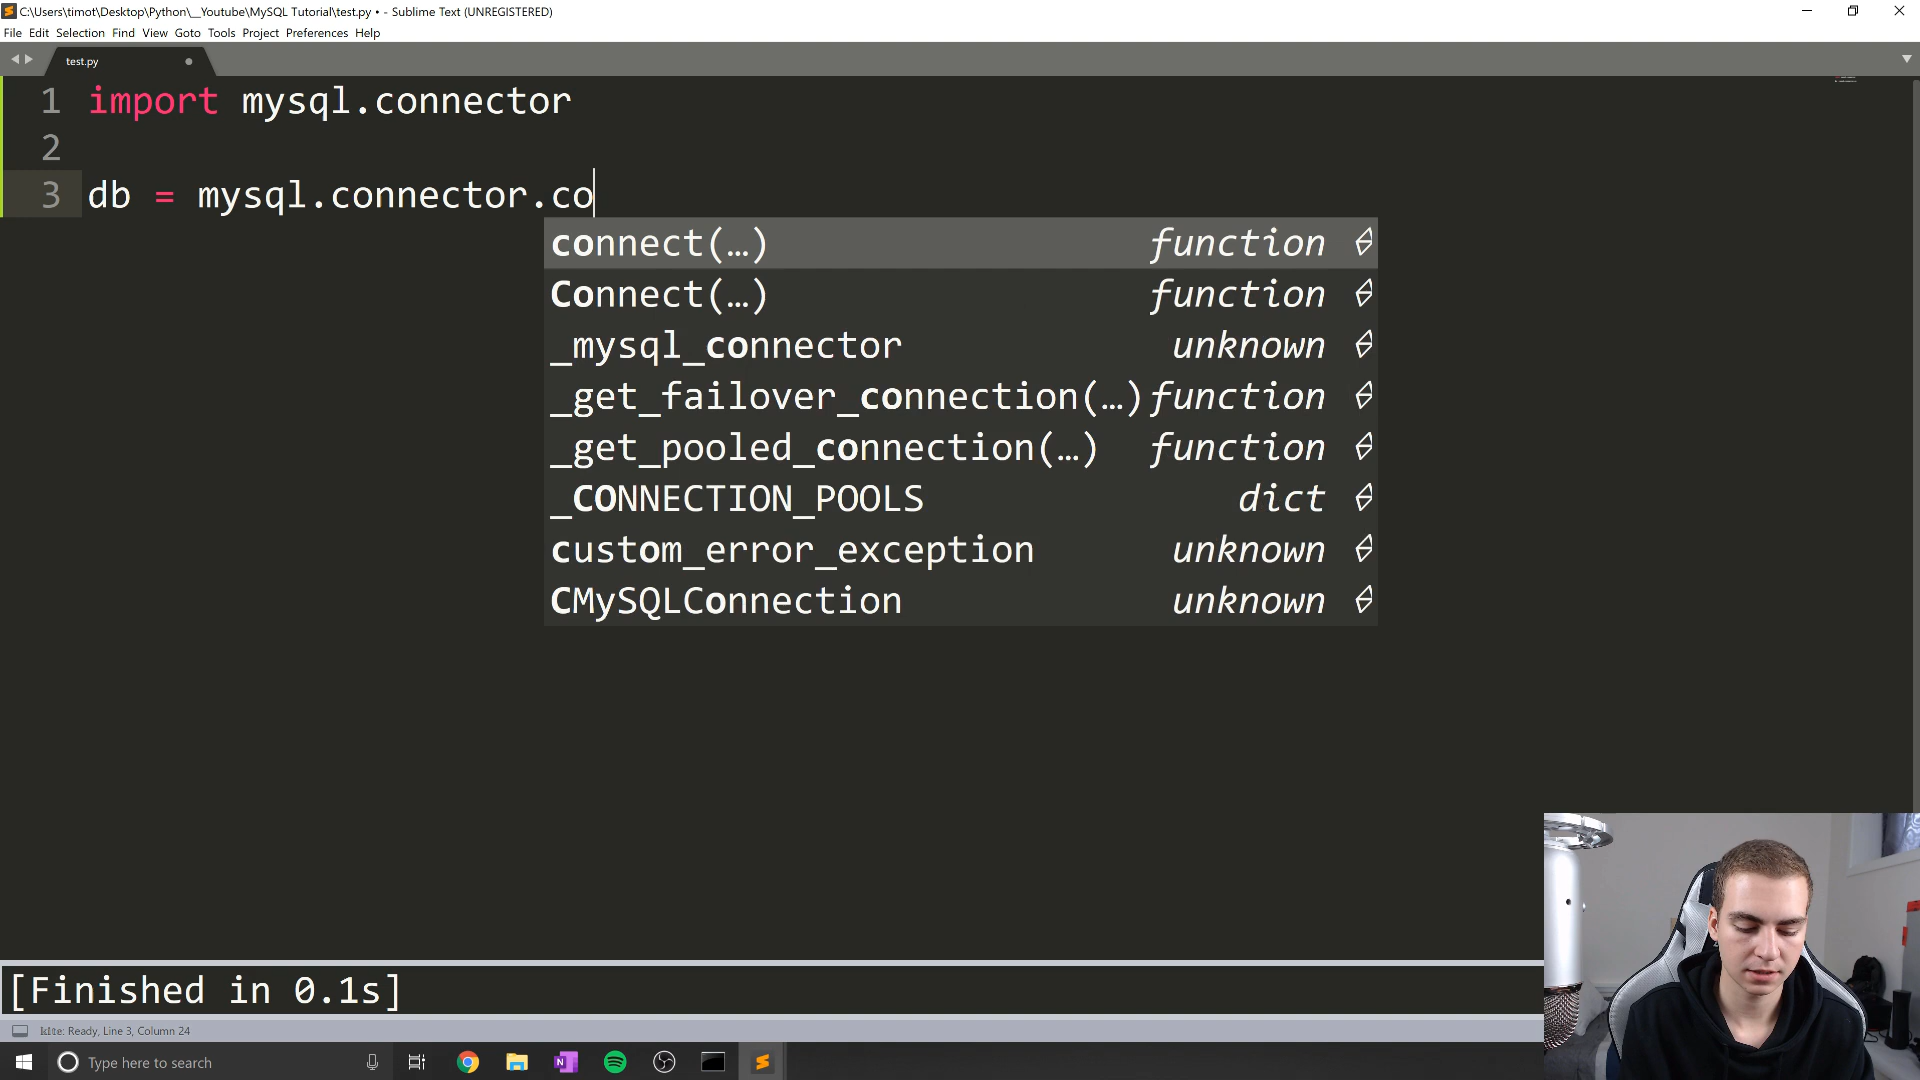 C:\Users\timot\Desktop\Python\__Youtube\MySQL Tutorial\test.py • - Sublime Text (UNREGISTERED)
File Edit Selection Find View Goto Tools Project Preferences Help
test.py
1 import mysql.connector
2
3 db = mysql.connector.co
connect(…) function
Connect(…) function
_mysql_connector unknown
_get_failover_connection(…) function
_get_pooled_connection(…) function
_CONNECTION_POOLS dict
custom_error_exception unknown
CMySQLConnection unknown
[Finished in 0.1s]
Ready, Line 3, Column 24
Type here to search